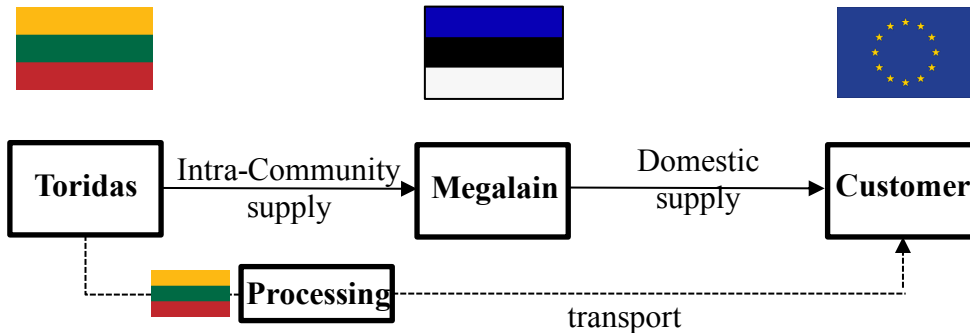 Toridas
Intra-Community
supply
Megalain
Domestic
supply
Customer
Processing
transport